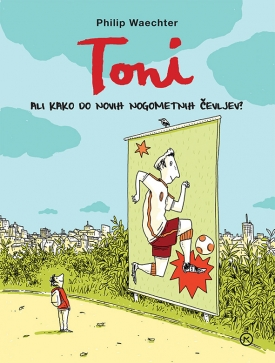 Philip Waechter
Toni
ALI KAKO DO NOVIH NOGOMETNIH ČEVLJEV?